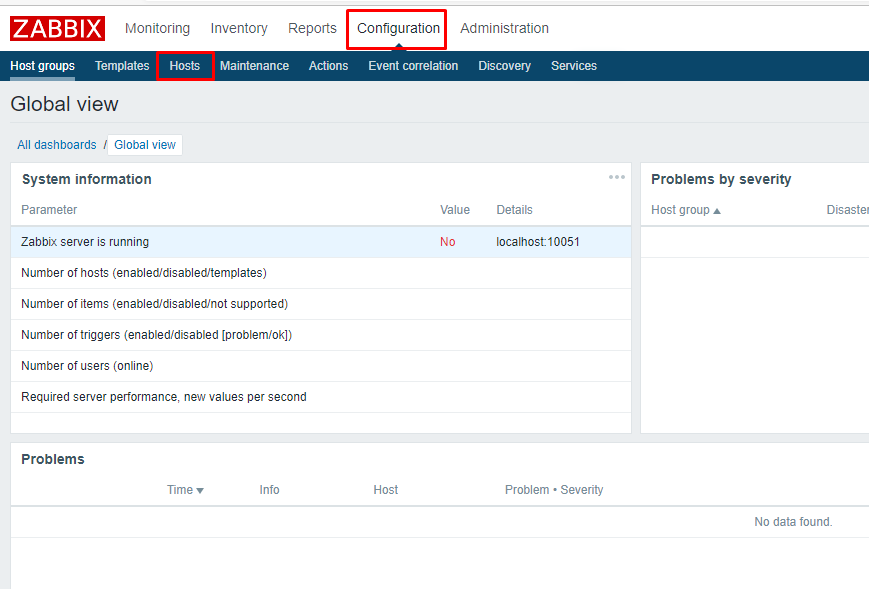 ZABBIX Monitoring Inventory Reports Configuration Administration
Host groups Templates Hosts Maintenance Actions Event correlation Discovery Services
Global view
All dashboards / Global view
System information
Parameter Value Details
Zabbix server is running No localhost:10051
Number of hosts (enabled/disabled/templates)
Number of items (enabled/disabled/not supported)
Number of triggers (enabled/disabled [problem/ok])
Number of users (online)
Required server performance, new values per second
Problems by severity
Host group ▲ Disaster
Problems
Time ▼ Info Host Problem • Severity
No data found.